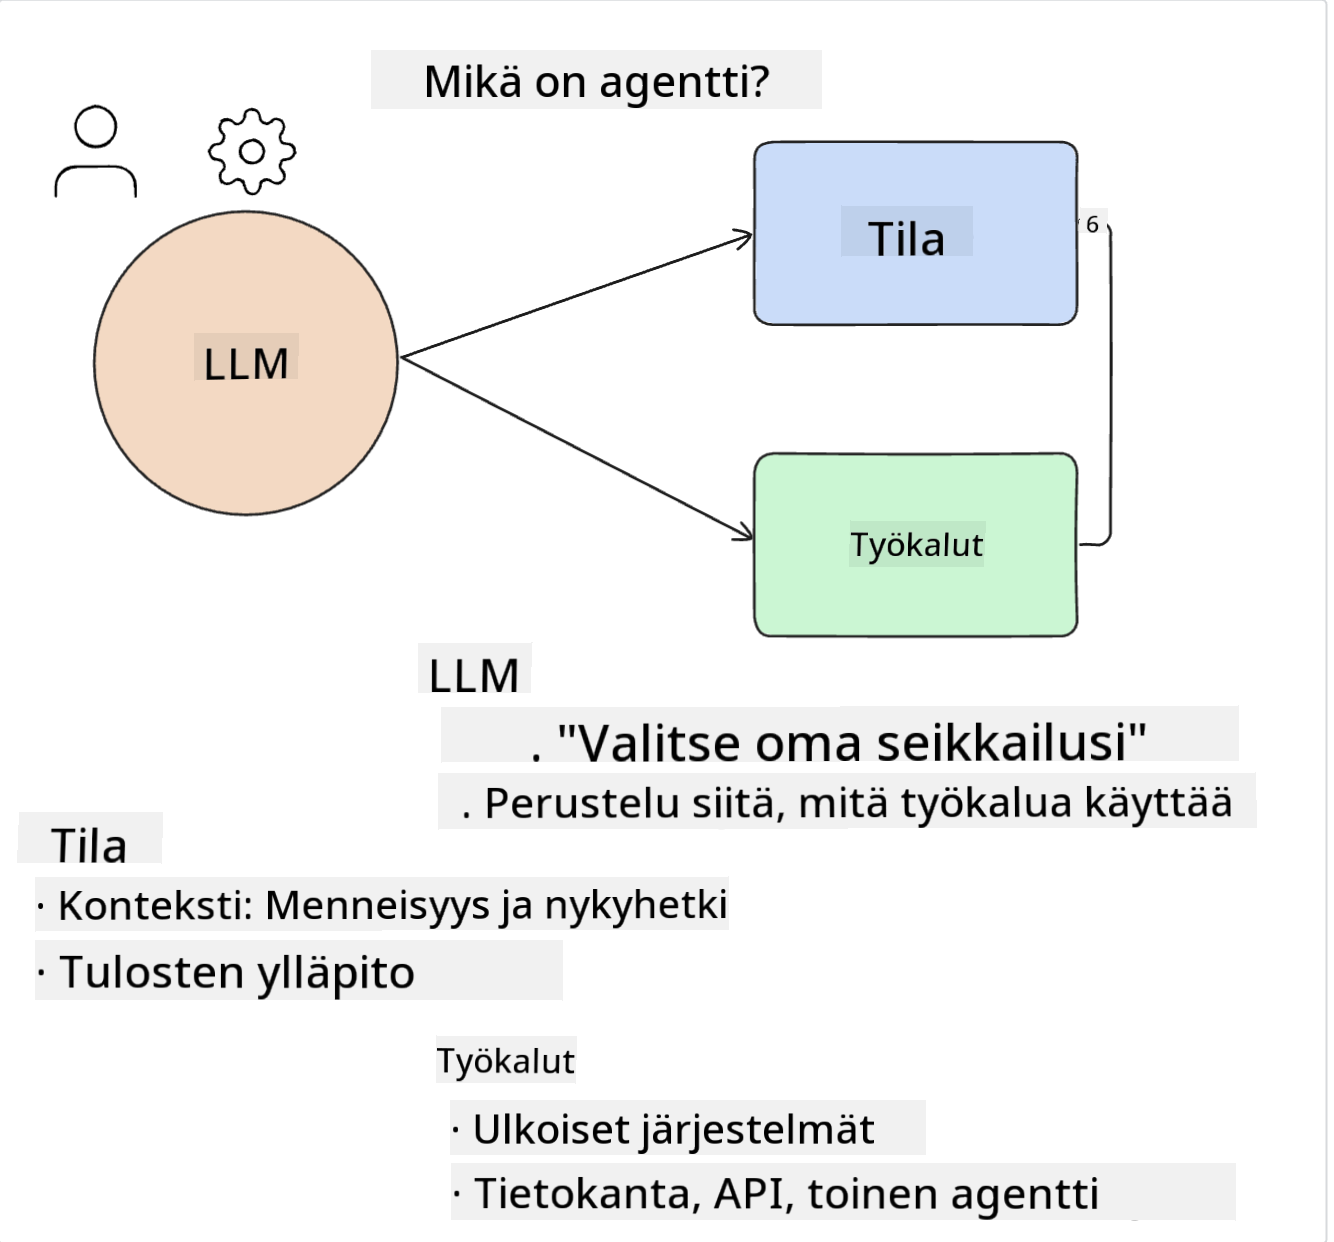 Mikä on agentti?
Tila
6
LLM
Työkalut
LLM
. "Valitse oma seikkailusi"
. Perustelu siitä, mitä työkalua käyttää
Tila
· Konteksti: Menneisyys ja nykyhetki
· Tulosten ylläpito
Työkalut
· Ulkoiset järjestelmät
· Tietokanta, API, toinen agentti